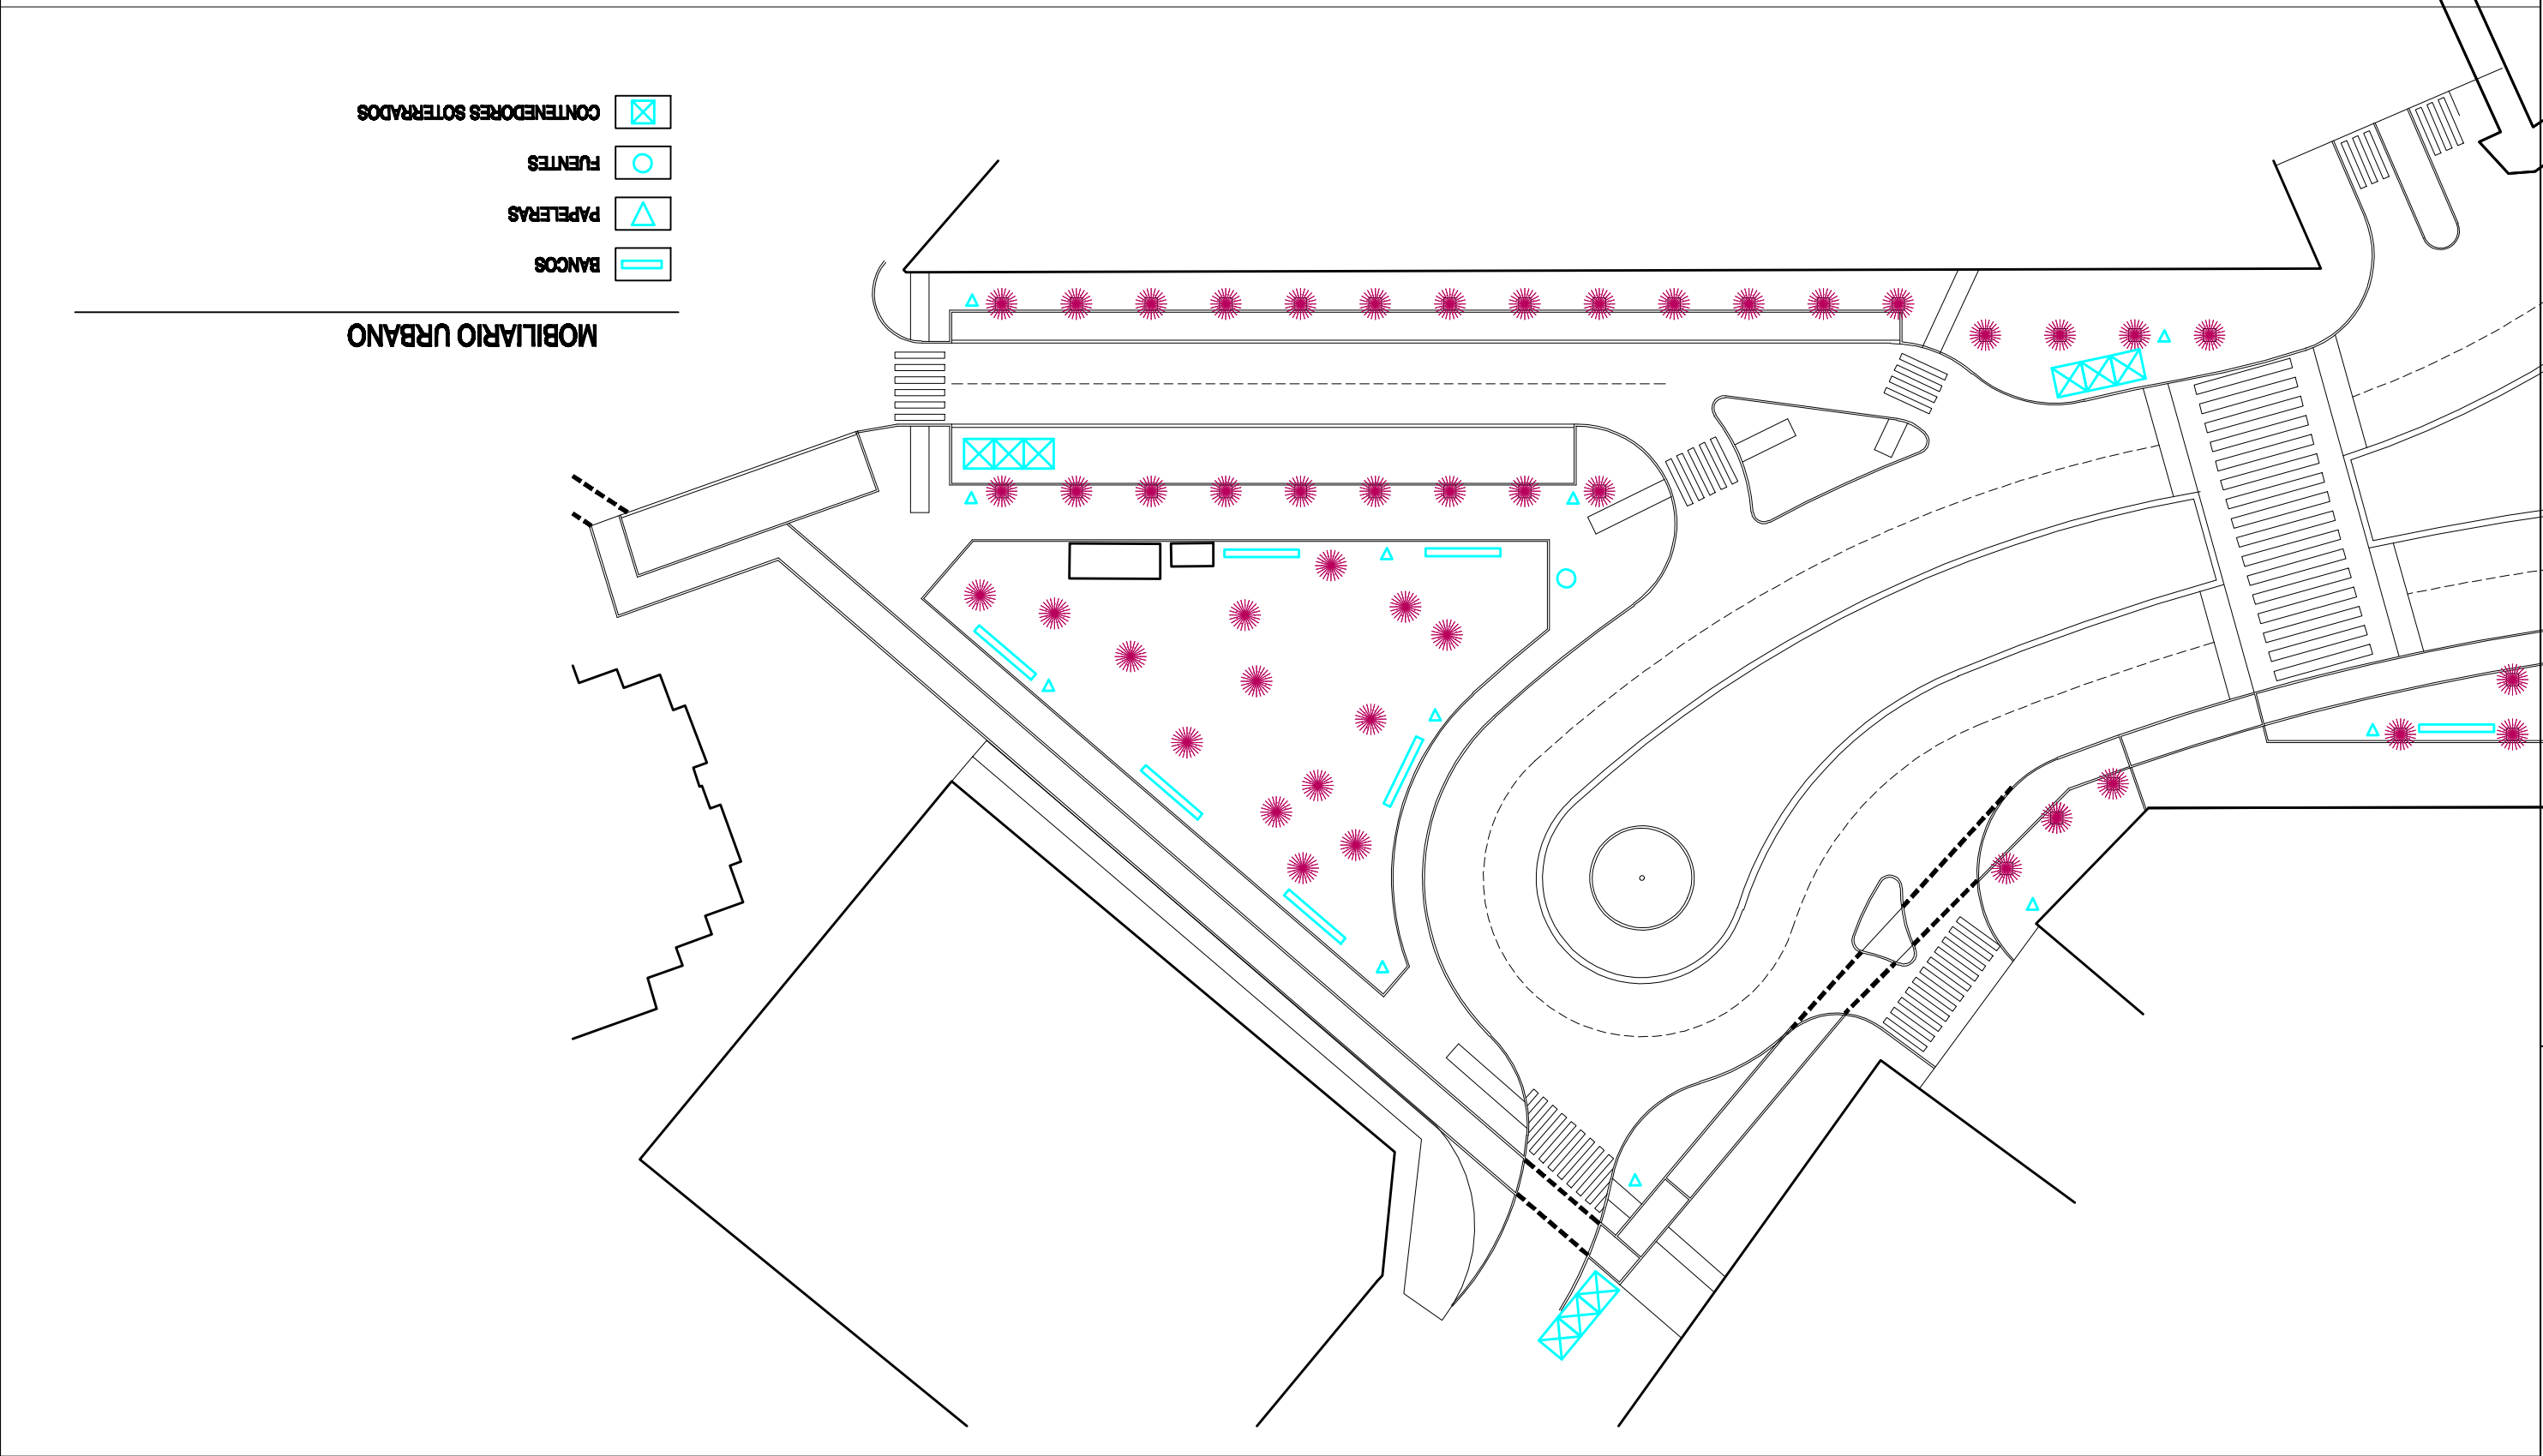 MOBILIARIO URBANO
BANCOS
PAPELERAS
FUENTES
CONTENEDORES SOTERRADOS